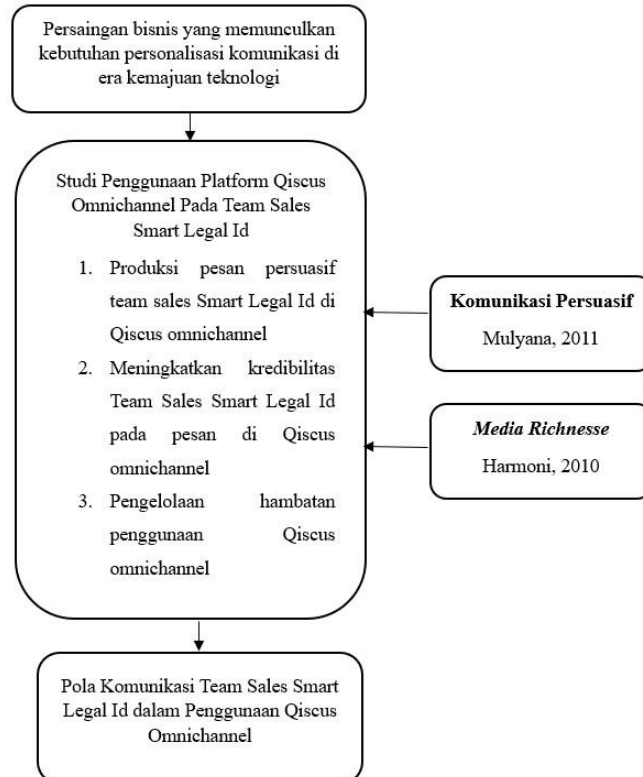 Persaingan bisnis yang memunculkan
kebutuhan personalisasi komunikasi di
era kemajuan teknologi
Studi Penggunaan Platform Qiscus
Omnichannel Pada Team Sales
Smart Legal Id
1. Produksi pesan persuasif
team sales Smart Legal Id di
Qiscus omnichannel
2. Meningkatkan kredibilitas
Team Sales Smart Legal Id
pada pesan di Qiscus
omnichannel
3. Pengelolaan hambatan
penggunaan Qiscus
omnichannel
Komunikasi Persuasif
Mulyana, 2011
Media Richnesse
Harmoni, 2010
Pola Komunikasi Team Sales Smart
Legal Id dalam Penggunaan Qiscus
Omnichannel